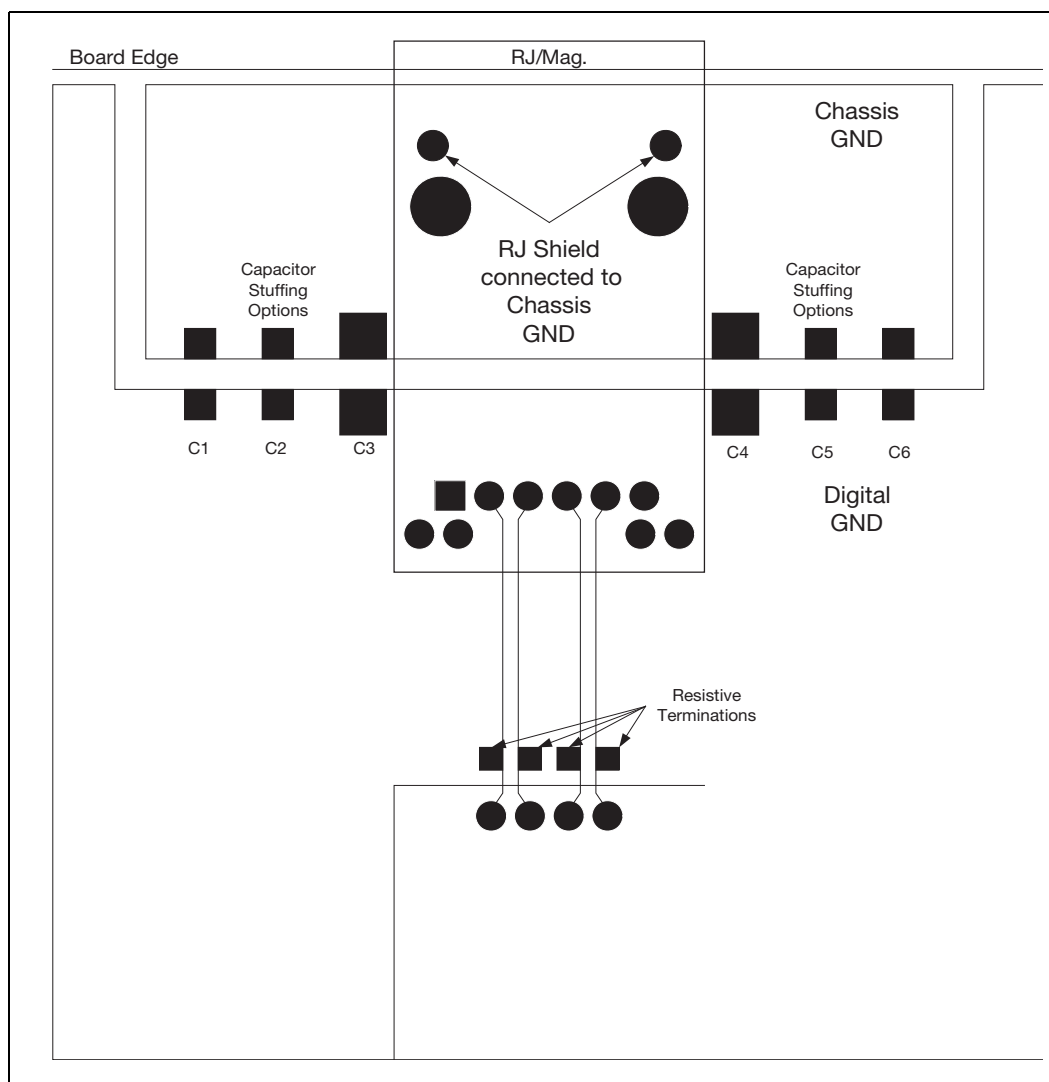 Board Edge
RJ/Mag.
Chassis
GND
RJ Shield
connected to
Chassis
GND
Capacitor
Stuffing
Options
Capacitor
Stuffing
Options
C1
C2
C3
C4
C5
C6
Digital
GND
Resistive
Terminations